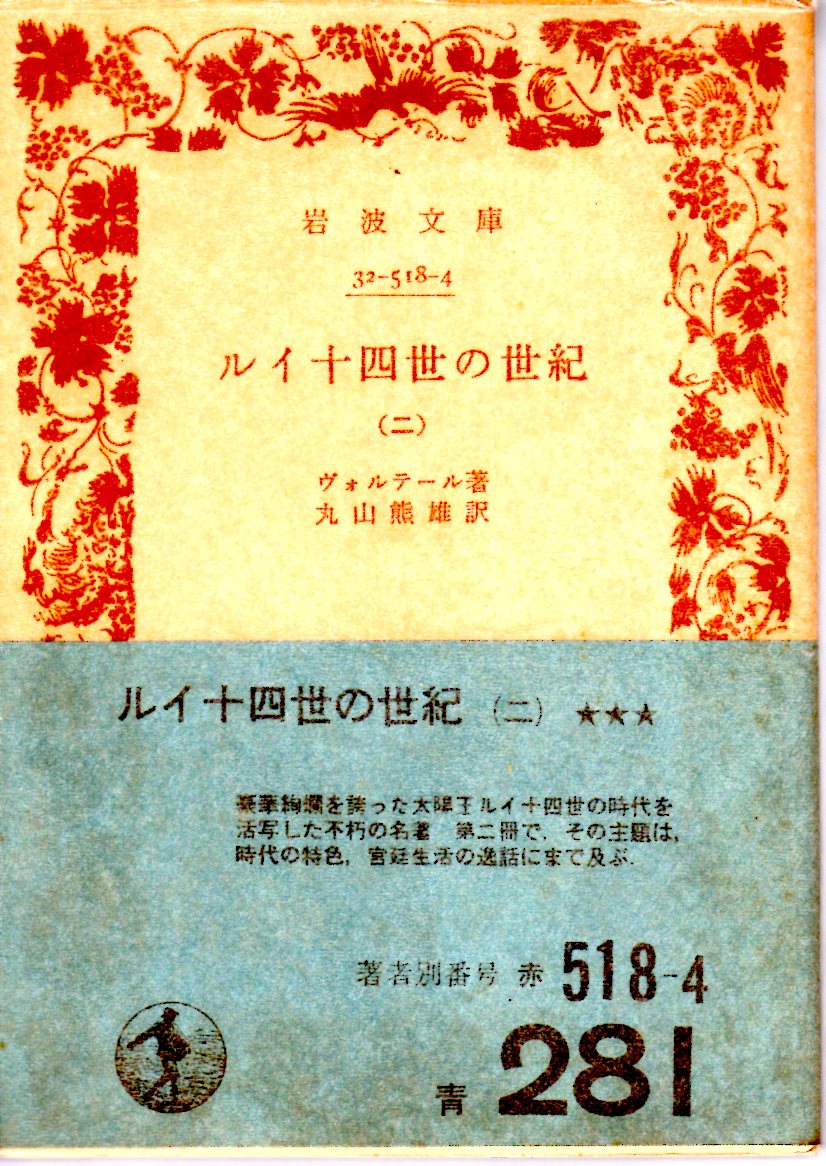 岩波文庫
32-518-4
ルイ十四世の世紀
(二)
ヴォルテール著
丸山熊雄訳
ルイ十四世の世紀 (二) ★★★
豪華絢爛を誇った太陽王ルイ十四世の時代を
活写した不朽の名著 第二冊で，その主題は，
時代の特色，宮廷生活の逸話にまで及ぶ．
著者別番号 赤 518-4
青 281